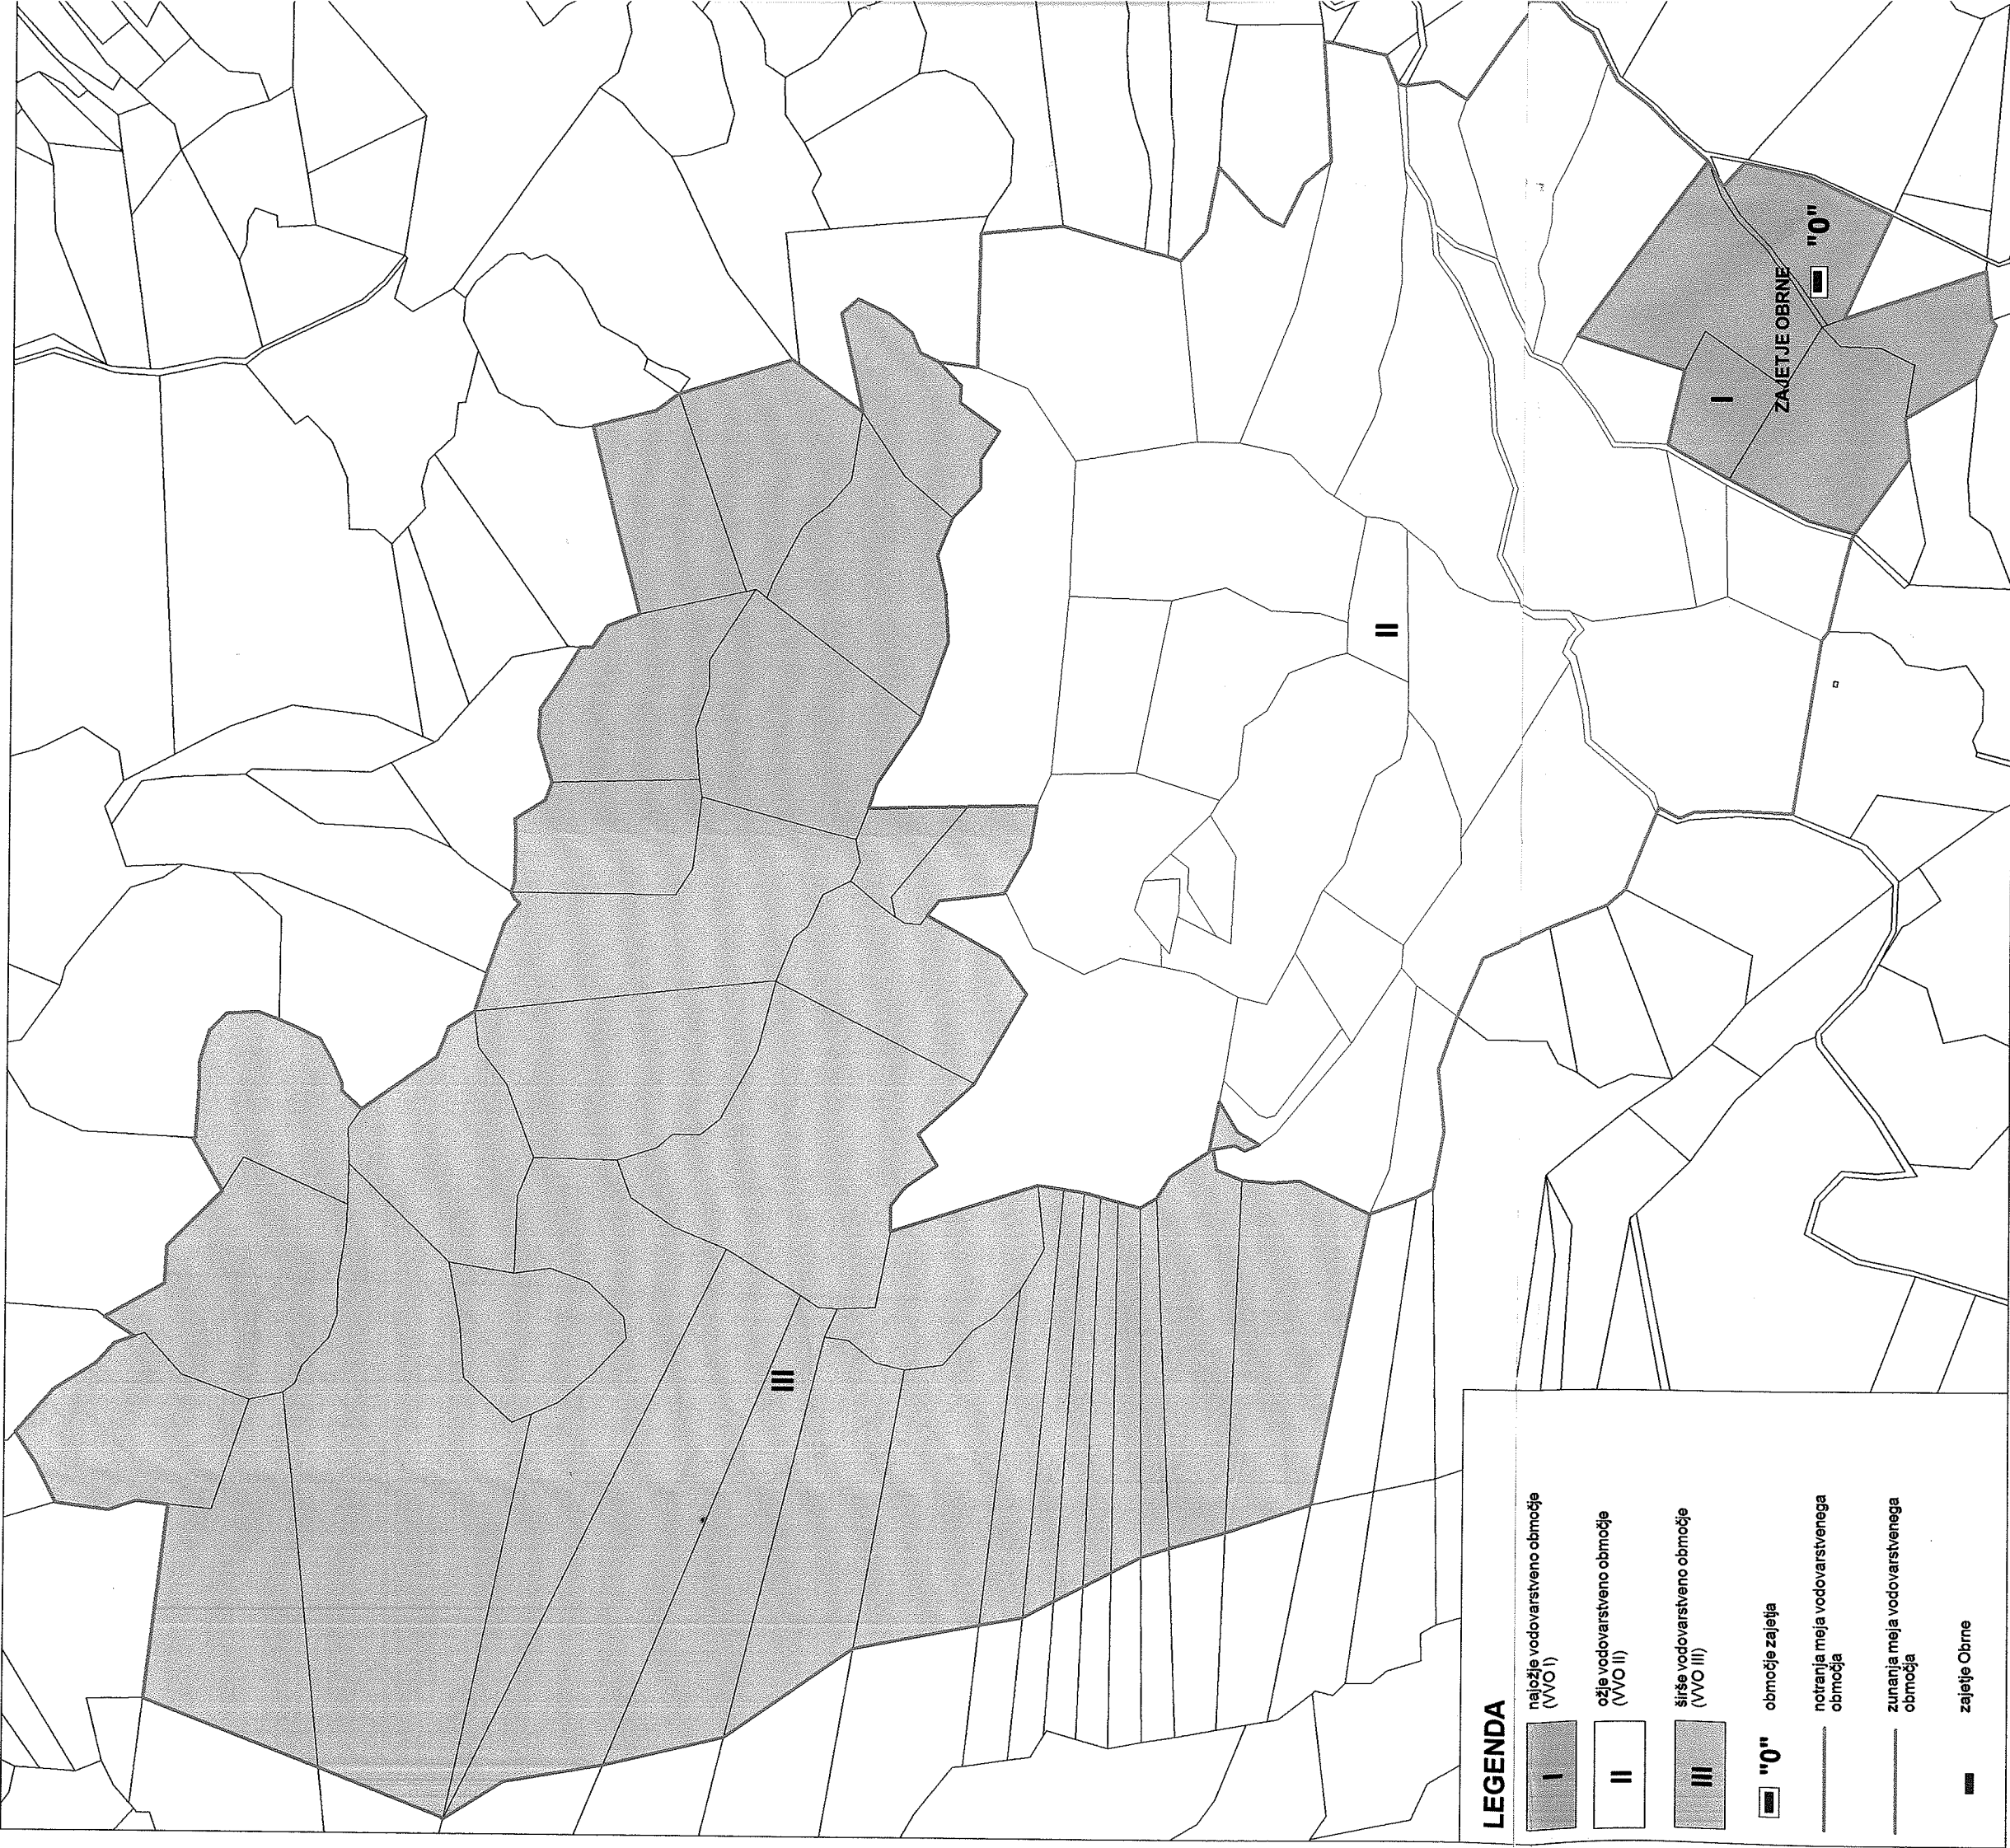 "0"
ZAJETJE OBRNE
I
II
III
LEGENDA
I
najožje vodovarstveno območje
(VVO I)
II
ožje vodovarstveno območje
(VVO II)
III
širše vodovarstveno območje
(VVO III)
"0"
območje zajetja
notranja meja vodovarstvenega
območja
zunanja meja vodovarstvenega
območja
zajetje Obrne